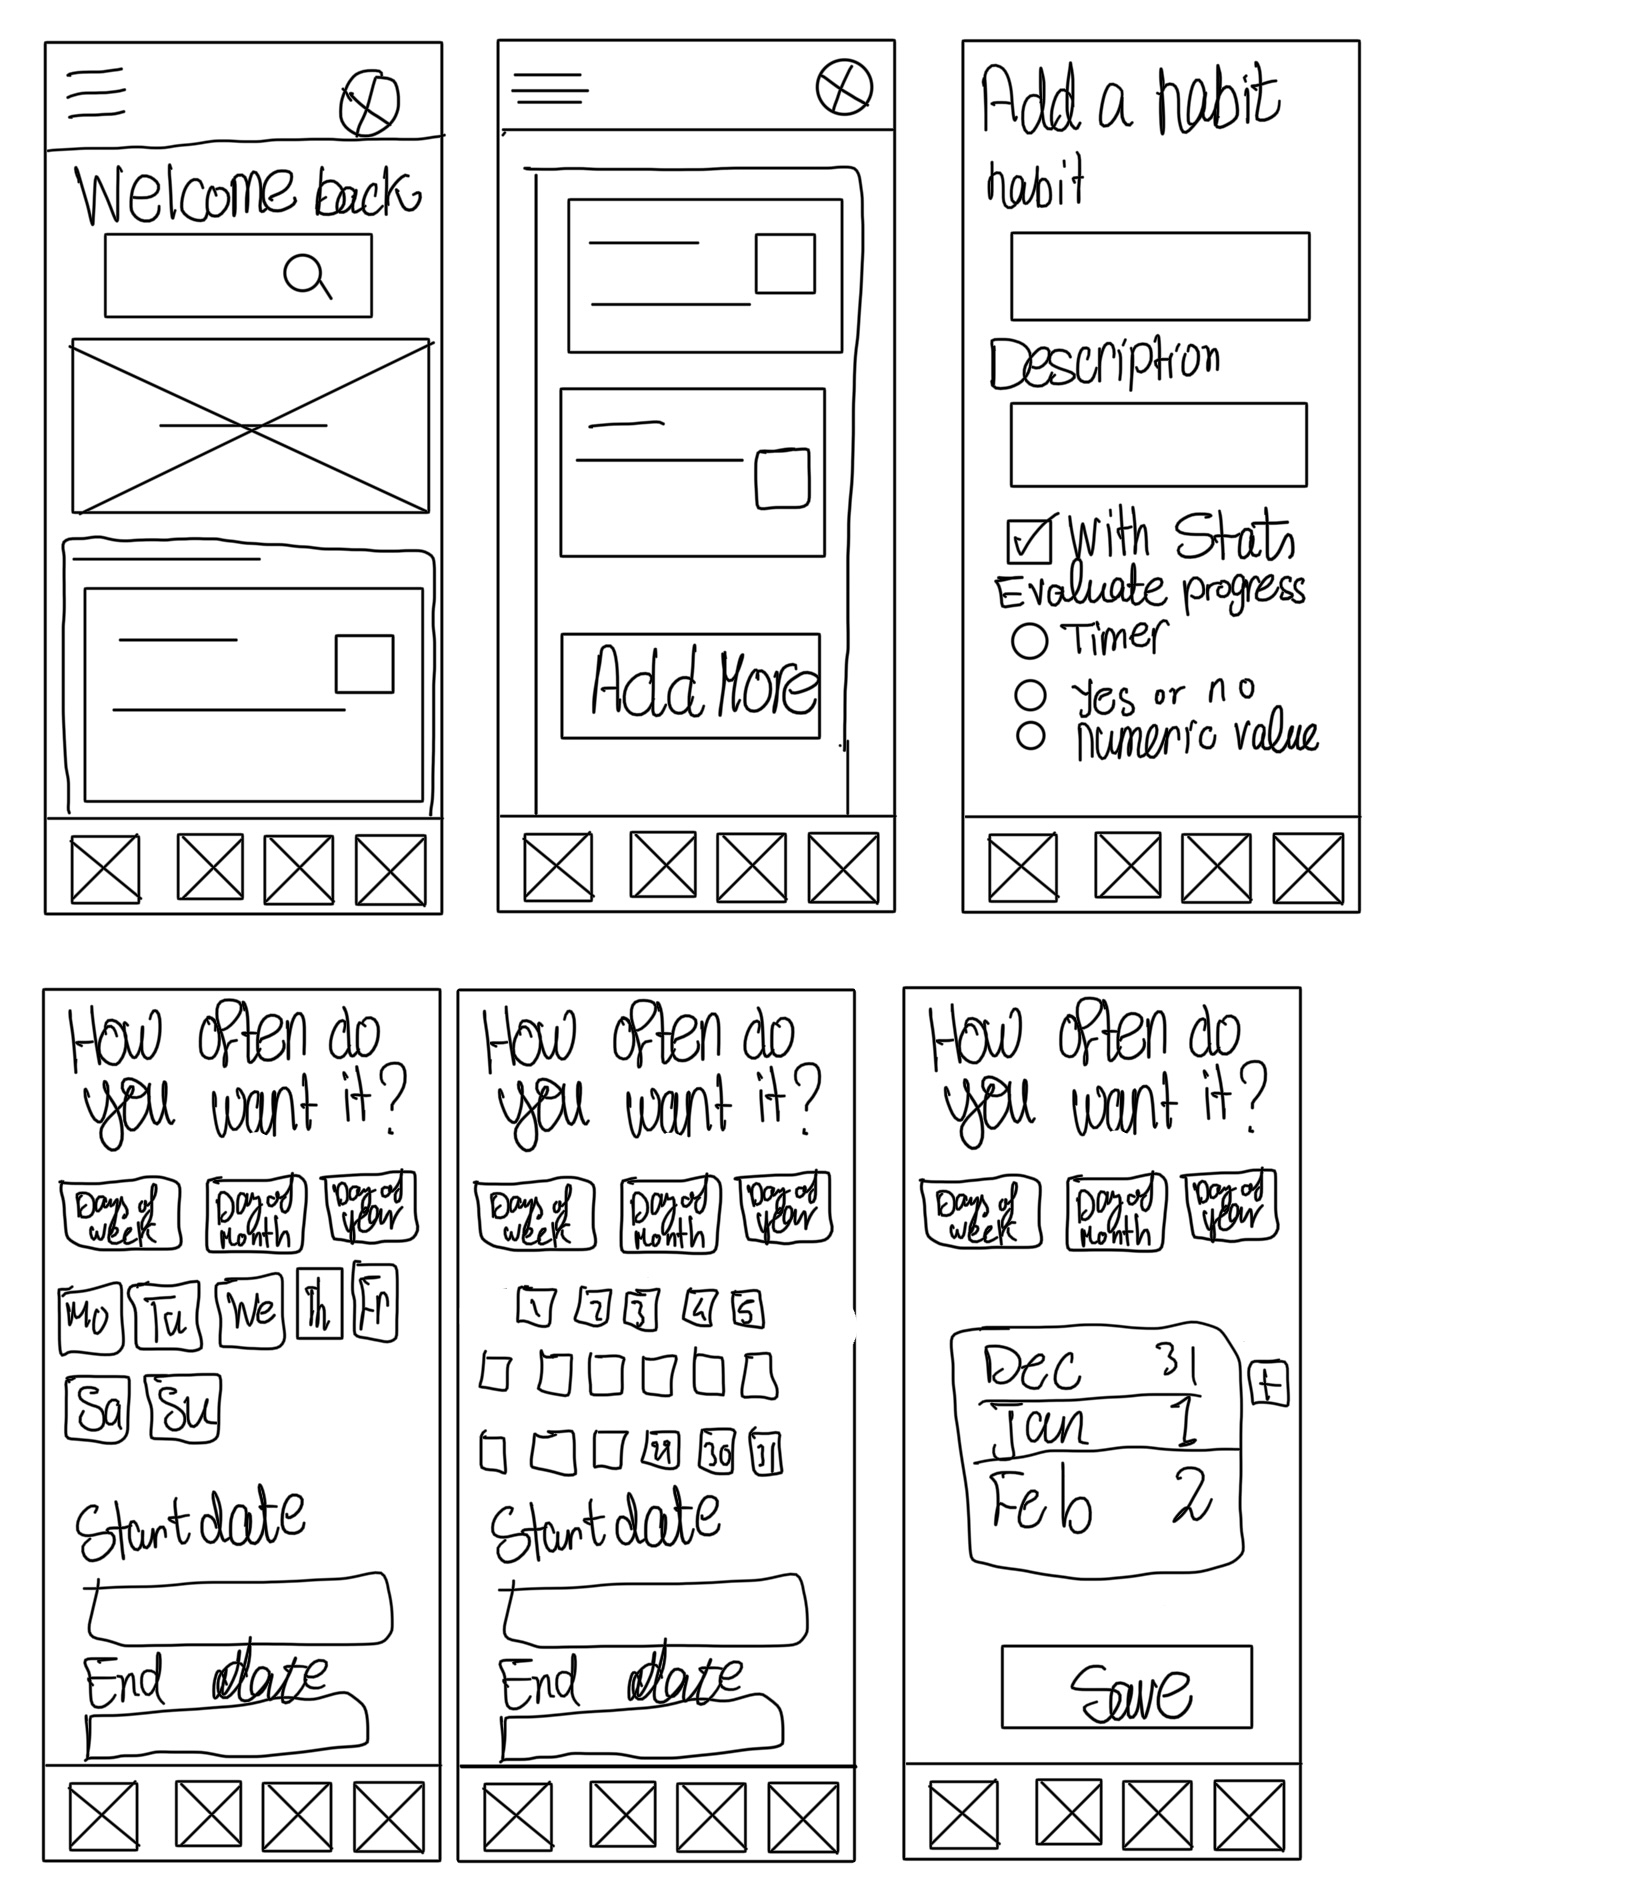 Welcome back
Add More
Add a habit
habit
Description
With Stats
Evaluate progress
Timer
Yes or no
numeric value
How often do
you want it?
Days of
week
Day of
Month
Day of
year
Mo Tu We Th Fr
Sa Su
Start date
End date
How often do
you want it?
Days of
week
Day of
Month
Day of
year
1 2 3 4 5
29 30 31
Start date
End date
How often do
you want it?
Days of
week
Day of
Month
Day of
year
Dec 31
Jan 1
+
Feb 2
Save